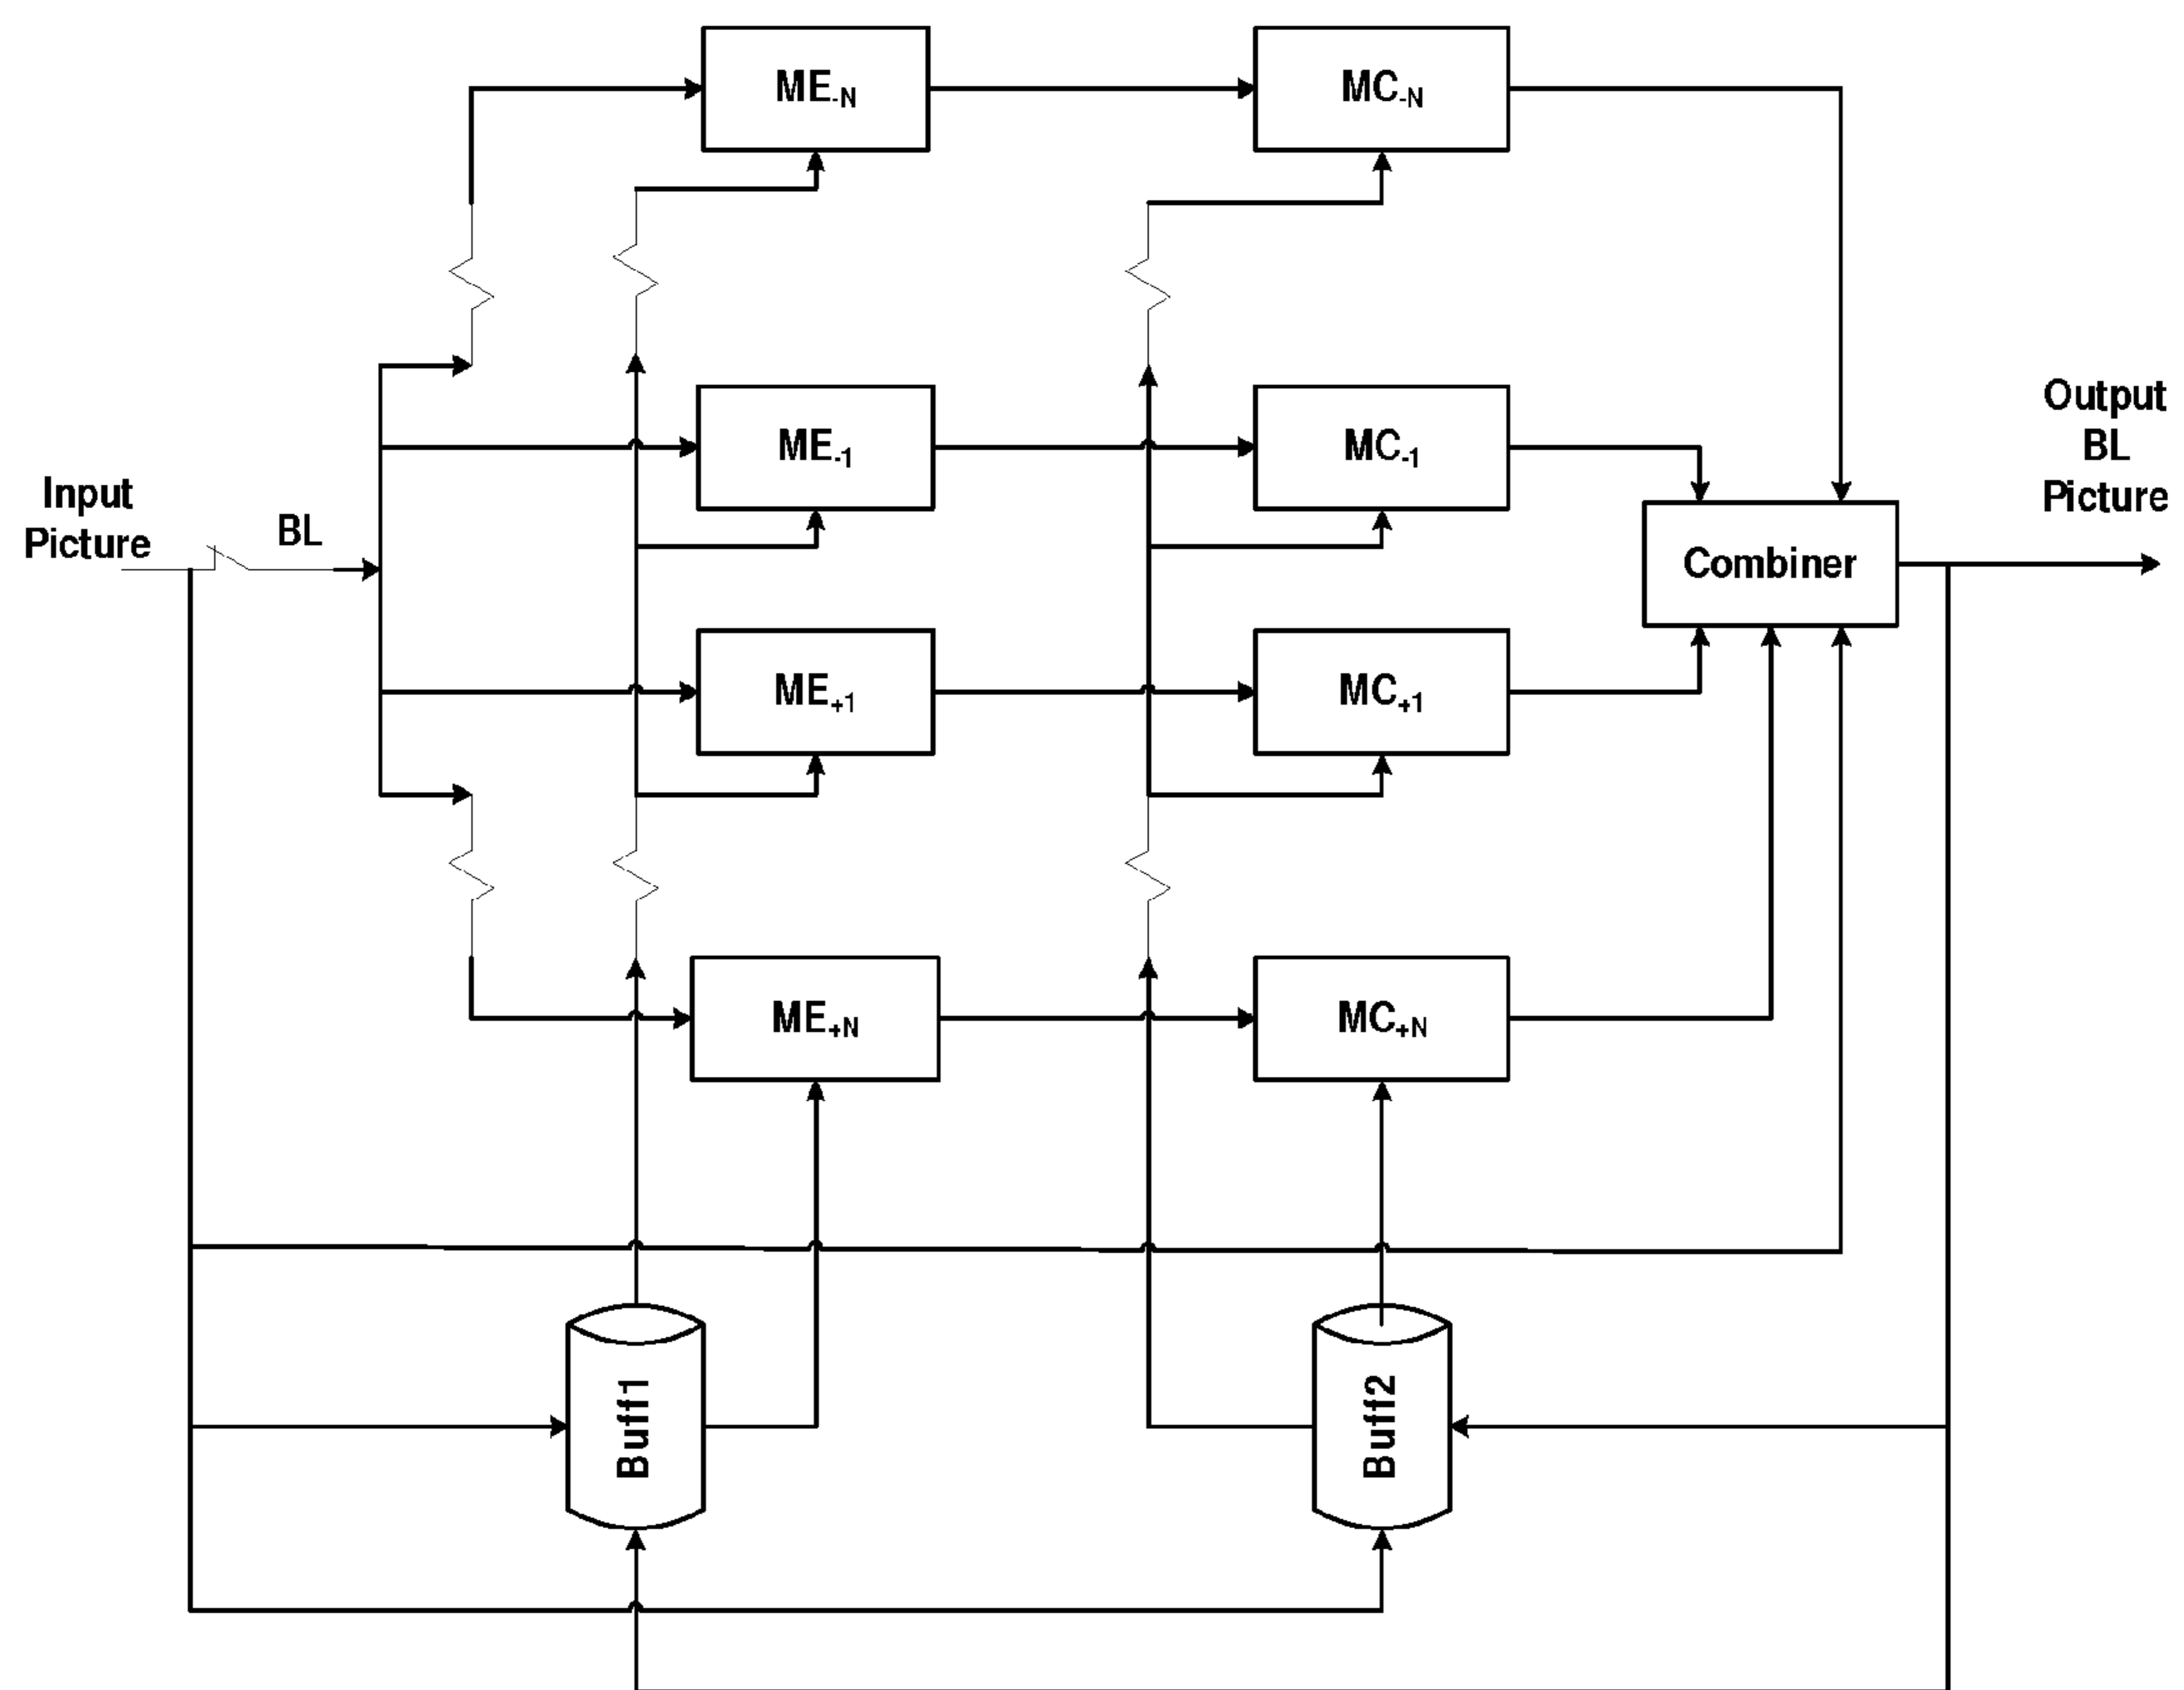 ME-N
MC-N
Output
BL
Picture
ME-1
MC-1
Input
Picture
BL
Combiner
ME+1
MC+1
ME+N
MC+N
Buff1
Buff2